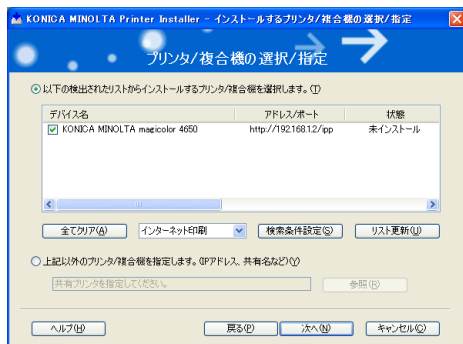 KONICA MINOLTA Printer Installer - インストールするプリンタ/複合機の選択/指定
プリンタ/複合機の選択/指定
以下の検出されたリストからインストールするプリンタ/複合機を選択します。(T)
デバイス名 アドレス/ポート 状態
KONICA MINOLTA magicolor 4650 http://192.168.1.2/ipp 未インストール
全てクリア(A) インターネット印刷 検索条件設定(S) リスト更新(U)
上記以外のプリンタ/複合機を指定します。(IPアドレス、共有名など)(Y)
共有プリンタを指定してください。 参照(R)
ヘルプ(H) 戻る(P) 次へ(N) キャンセル(C)